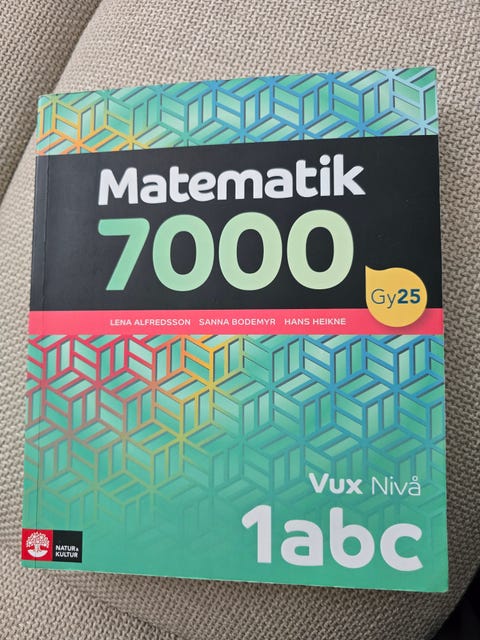 Matematik
7000
Gy25
LENA ALFREDSSON SANNA BODEMYR HANS HEIKNE
Vux Nivå
1abc
NATUR &
KULTUR